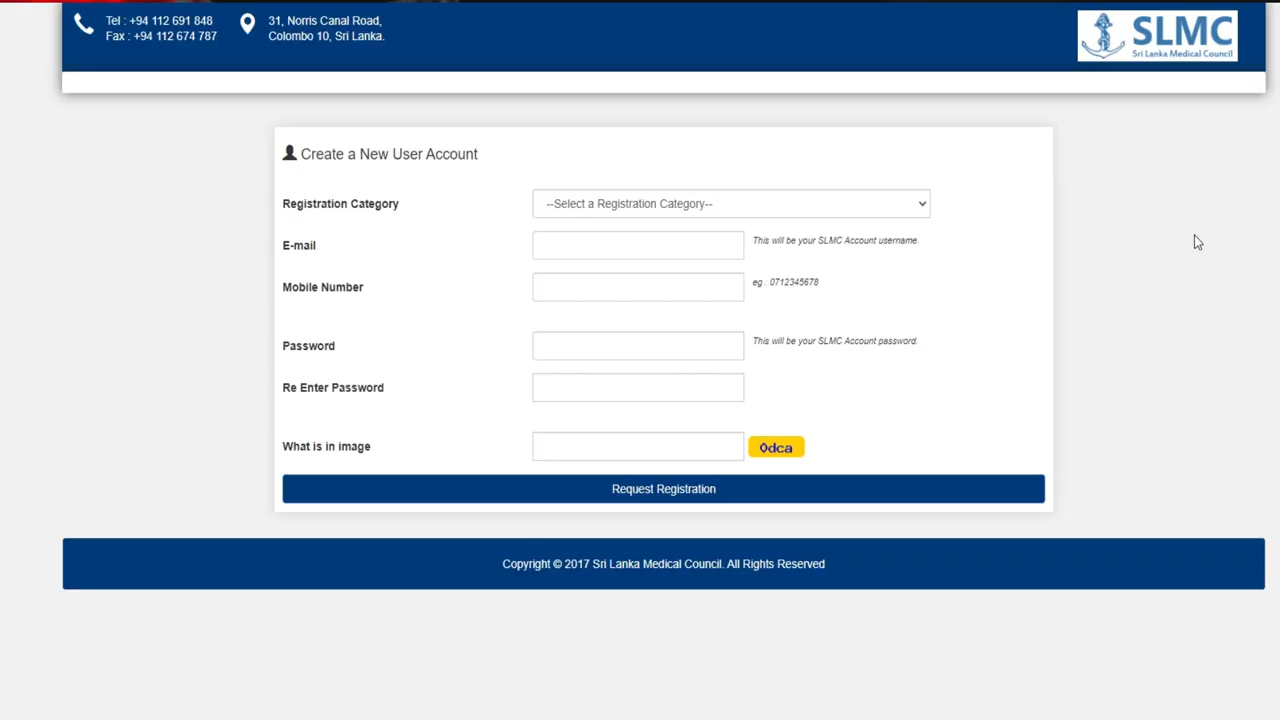 Tel : +94 112 691 848
Fax : +94 112 674 787
31, Norris Canal Road,
Colombo 10, Sri Lanka.
SLMC
Sri Lanka Medical Council
Create a New User Account
Registration Category
--Select a Registration Category--
E-mail
This will be your SLMC Account username.
Mobile Number
eg : 0712345678
Password
This will be your SLMC Account password.
Re Enter Password
What is in image
0dca
Request Registration
Copyright © 2017 Sri Lanka Medical Council. All Rights Reserved